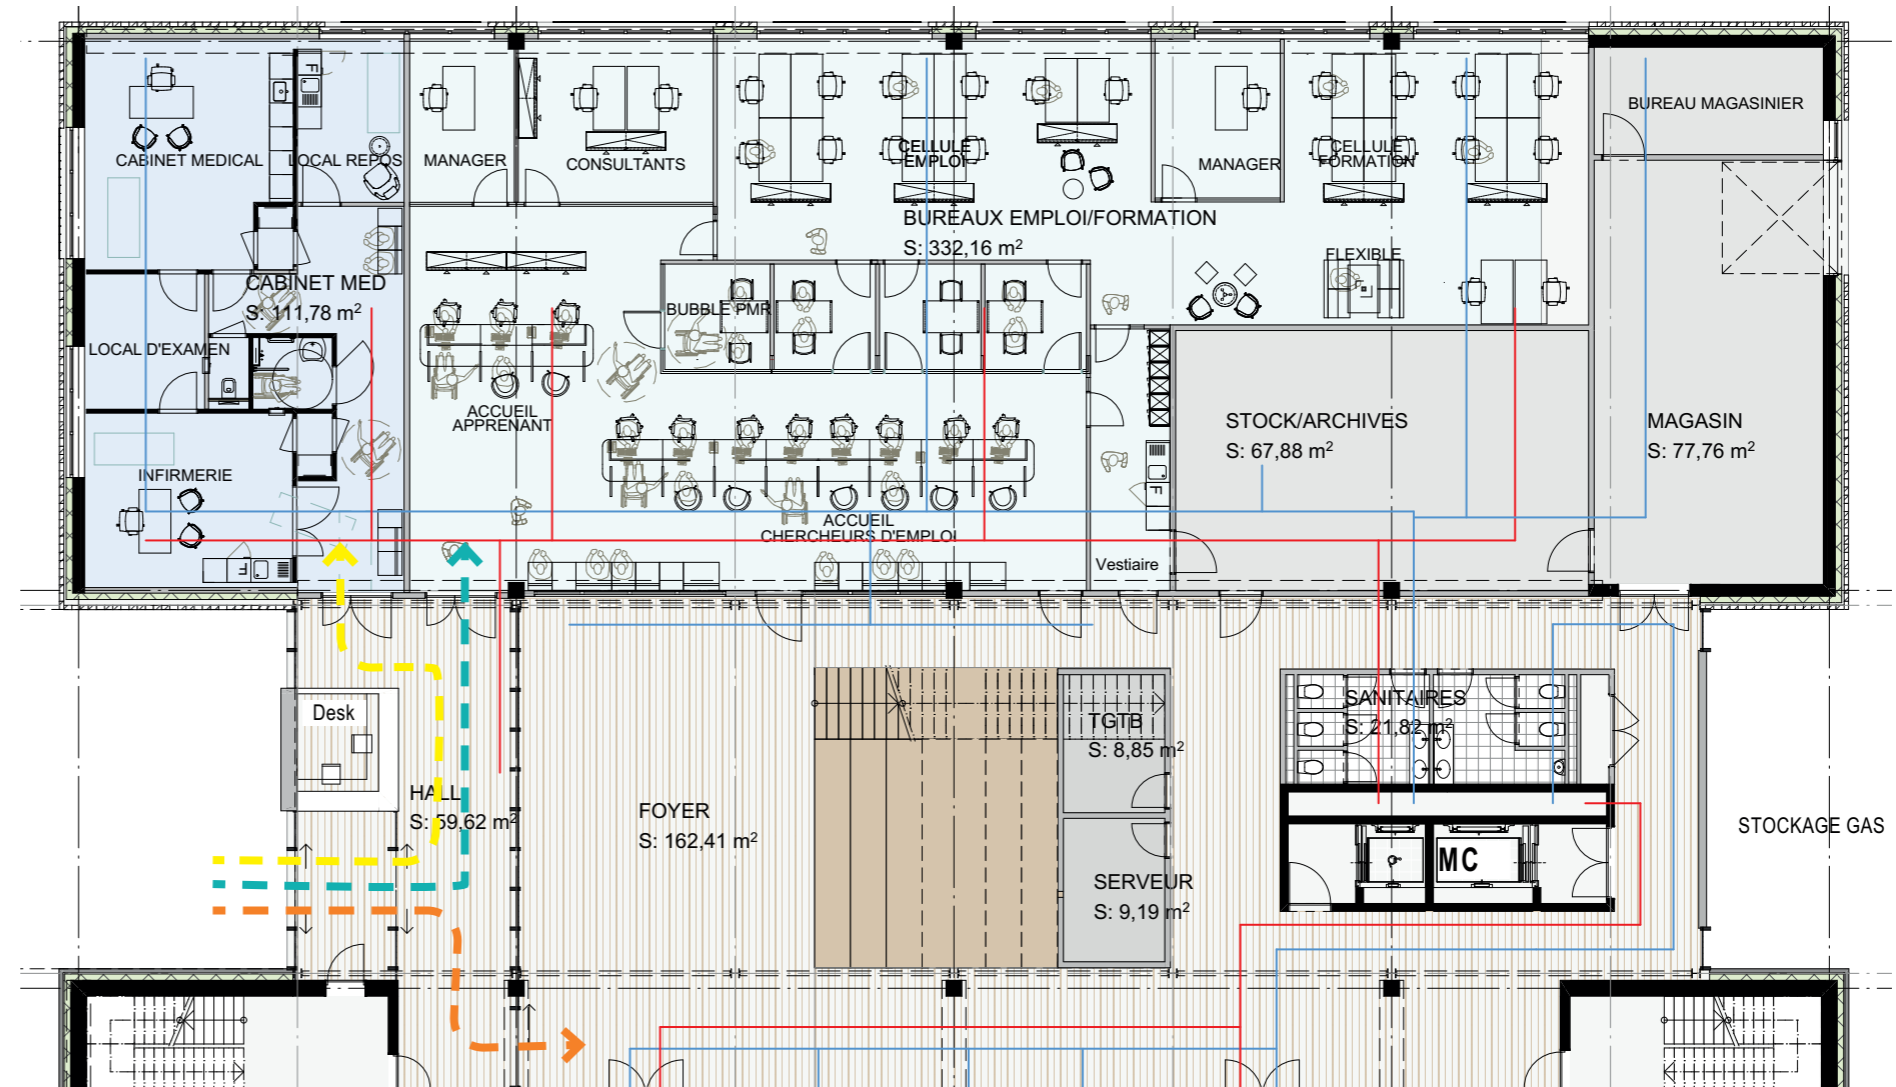 BUREAU MAGASINIER
CABINET MEDICAL
LOCAL REPOS
MANAGER
CONSULTANTS
CELLULE
EMPLOI
MANAGER
CELLULE
FORMATION
BUREAUX EMPLOI/FORMATION
S: 332,16 m²
FLEXIBLE
CABINET MED
S: 111,78 m²
BUBBLE PMR
LOCAL D'EXAMEN
ACCUEIL
APPRENANT
STOCK/ARCHIVES
S: 67,88 m²
MAGASIN
S: 77,76 m²
INFIRMERIE
ACCUEIL
CHERCHEURS D'EMPLOI
Vestiaire
F
F
F
Desk
HALL
S: 59,62 m²
FOYER
S: 162,41 m²
TGTB
S: 8,85 m²
SANITAIRES
S: 21,82 m²
SERVEUR
S: 9,19 m²
MC
STOCKAGE GAS